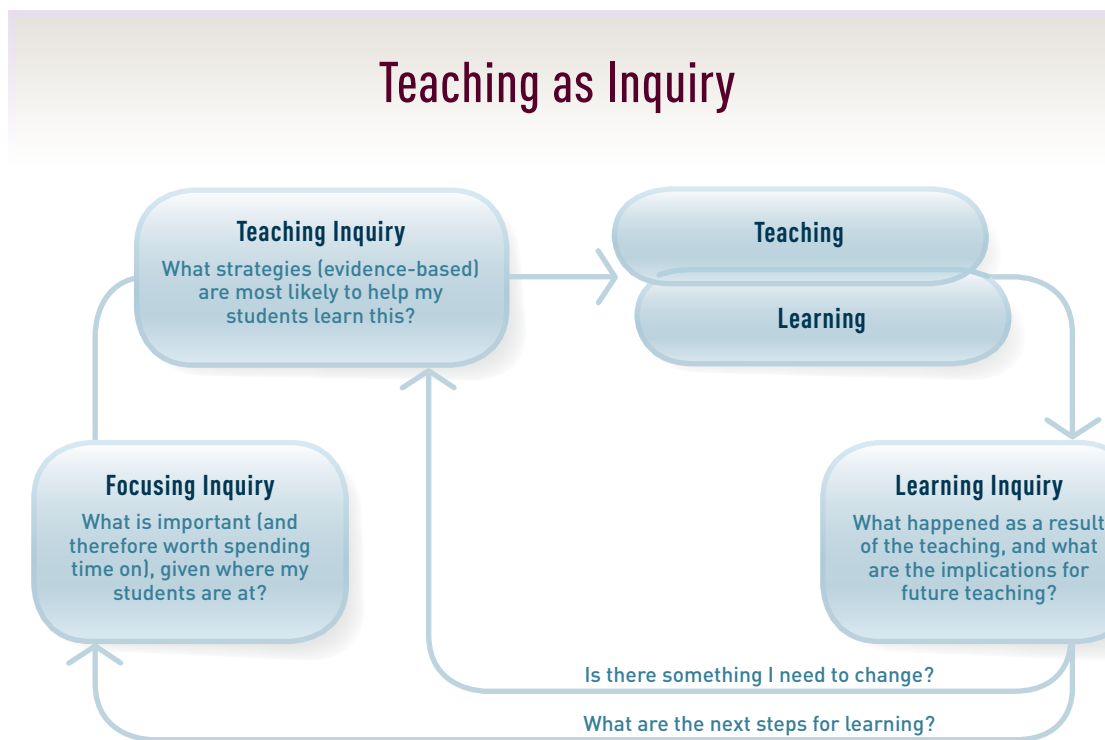 Teaching as Inquiry
Teaching Inquiry
What strategies (evidence-based)
are most likely to help my
students learn this?
Teaching
Learning
Focusing Inquiry
What is important (and
therefore worth spending
time on), given where my
students are at?
Learning Inquiry
What happened as a result
of the teaching, and what
are the implications for
future teaching?
Is there something I need to change?
What are the next steps for learning?